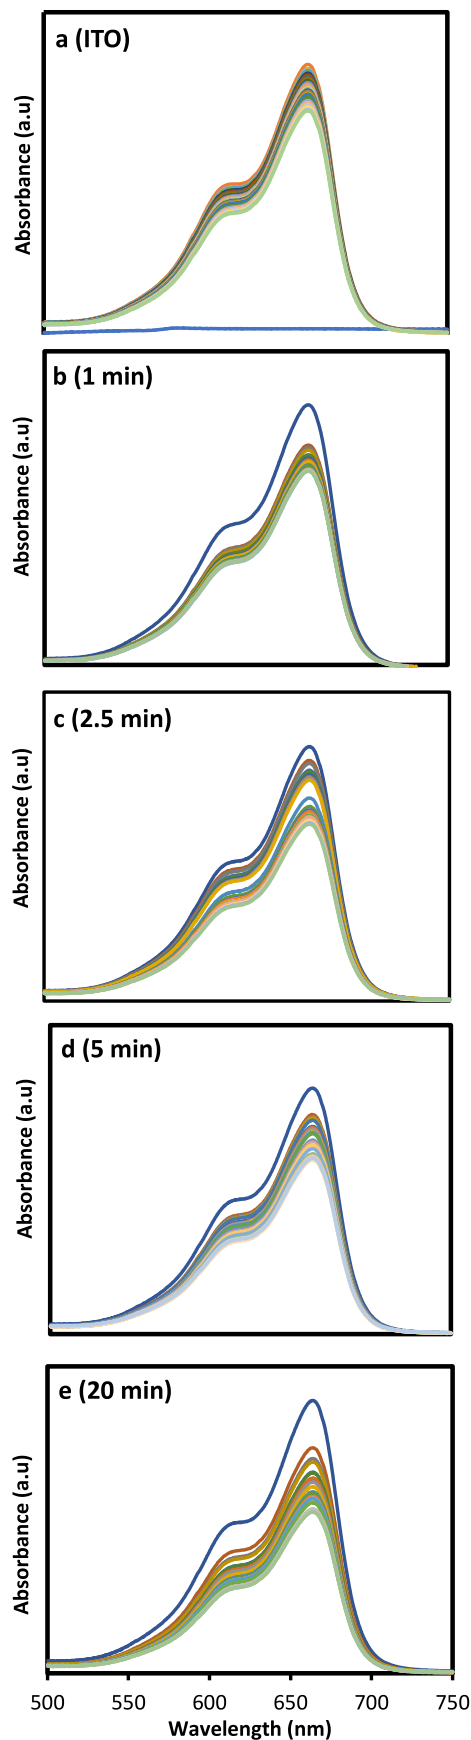 a (ITO)
Absorbance (a.u)
b (1 min)
Absorbance (a.u)
c (2.5 min)
Absorbance (a.u)
d (5 min)
Absorbance (a.u)
e (20 min)
Absorbance (a.u)
500 550 600 650 700 750
Wavelength (nm)